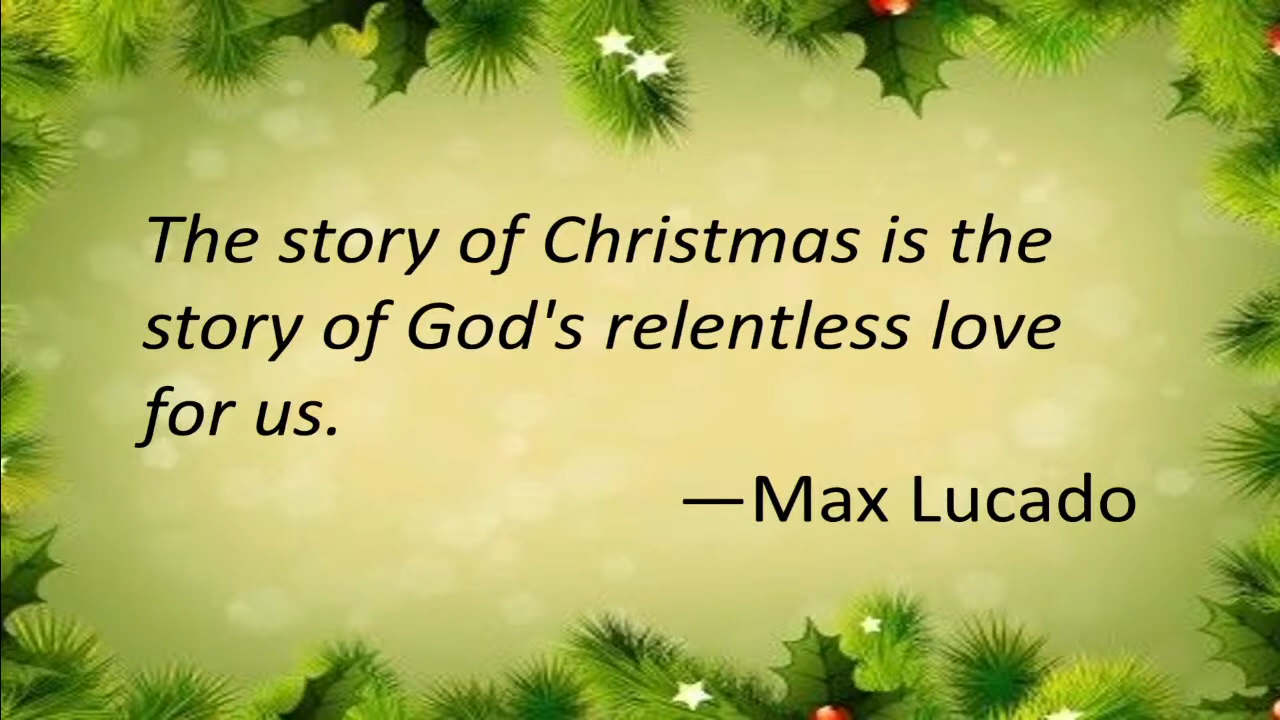 The story of Christmas is the
story of God's relentless love
for us.
—Max Lucado